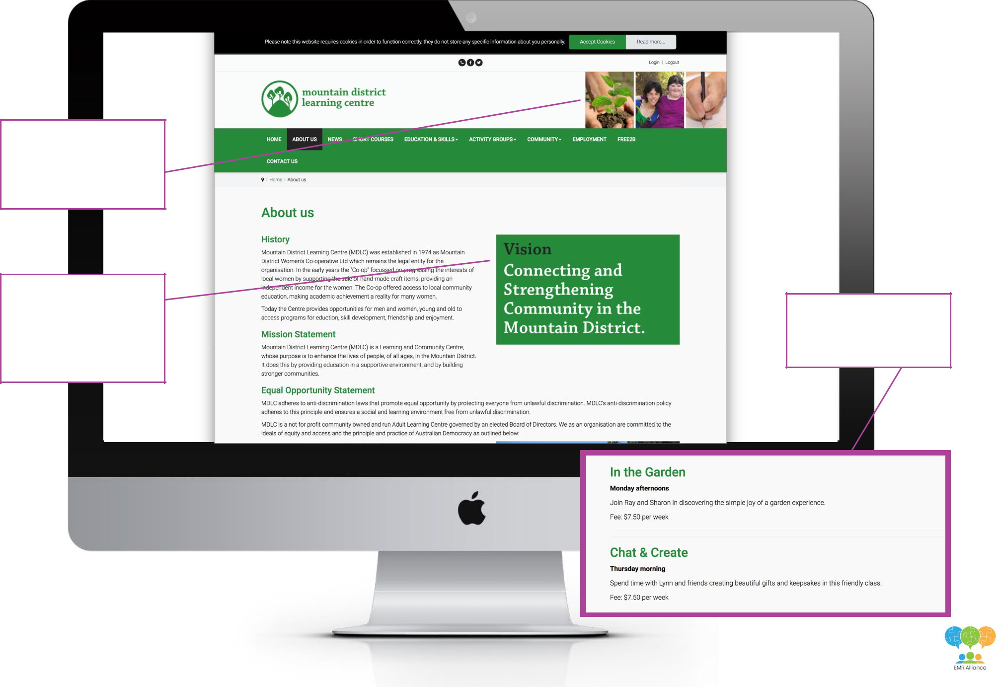 Please note this website requires cookies in order to function correctly, they do not store any specific information about you personally.
Accept Cookies
Read more...
Login | Logout
mountain district
learning centre
HOME
ABOUT US
NEWS
SHORT COURSES
EDUCATION & SKILLS
ACTIVITY GROUPS
COMMUNITY
EMPLOYMENT
FREE2B
CONTACT US
Home > About us
About us
History
Mountain District Learning Centre (MDLC) was established in 1974 as Mountain
District Women's Co-operative Ltd which remains the legal entity for the
organisation. In the early years the "Co-op" focussed on progressing the interests of
local women by supporting the sale of hand-made craft items, providing an
independent income for the women. The Co-op offered access to local community
education, making academic achievement a reality for many women.
Today the Centre provides opportunities for men and women, young and old to
access programs for eduction, skill development, friendship and enjoyment.
Vision
Connecting and
Strengthening
Community in the
Mountain District.
Mission Statement
Mountain District Learning Centre (MDLC) is a Learning and Community Centre,
whose purpose is to enhance the lives of people, of all ages, in the Mountain District.
It does this by providing education in a supportive environment, and by building
stronger communities.
Equal Opportunity Statement
MDLC adheres to anti-discrimination laws that promote equal opportunity by protecting everyone from unlawful discrimination. MDLC's anti-discrimination policy
adheres to this principle and ensures a social and learning environment free from unlawful discrimination.
MDLC is a not for profit community owned and run Adult Learning Centre governed by an elected Board of Directors. We as an organisation are committed to the
ideals of equity and access and the principle and practice of Australian Democracy as outlined below:
In the Garden
Monday afternoons
Join Ray and Sharon in discovering the simple joy of a garden experience.
Fee: $7.50 per week
Chat & Create
Thursday morning
Spend time with Lynn and friends creating beautiful gifts and keepsakes in this friendly class.
Fee: $7.50 per week
EMR Alliance